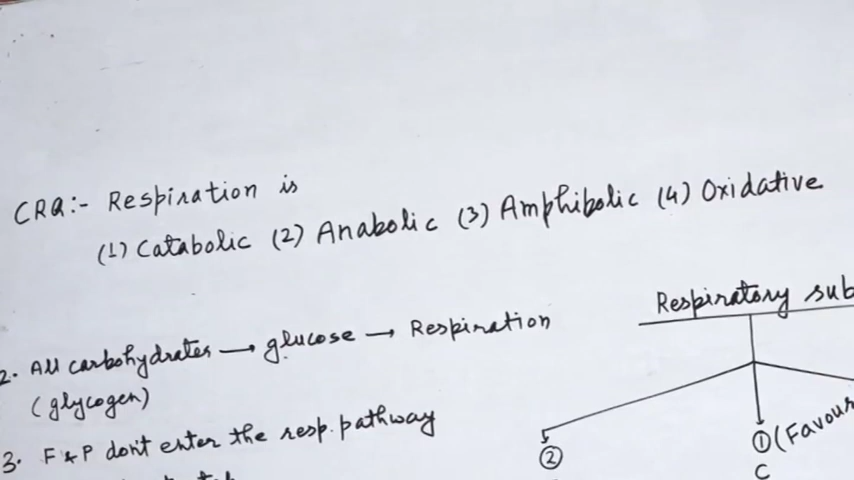 CRQ:- Respiration is
(1) Catabolic (2) Anabolic (3) Amphibolic (4) Oxidative
Respiratory sub
2. All carbohydrates → glucose → Respiration
(glycogen)
3. F & P don't enter the resp. pathway
②
① (Favour
C